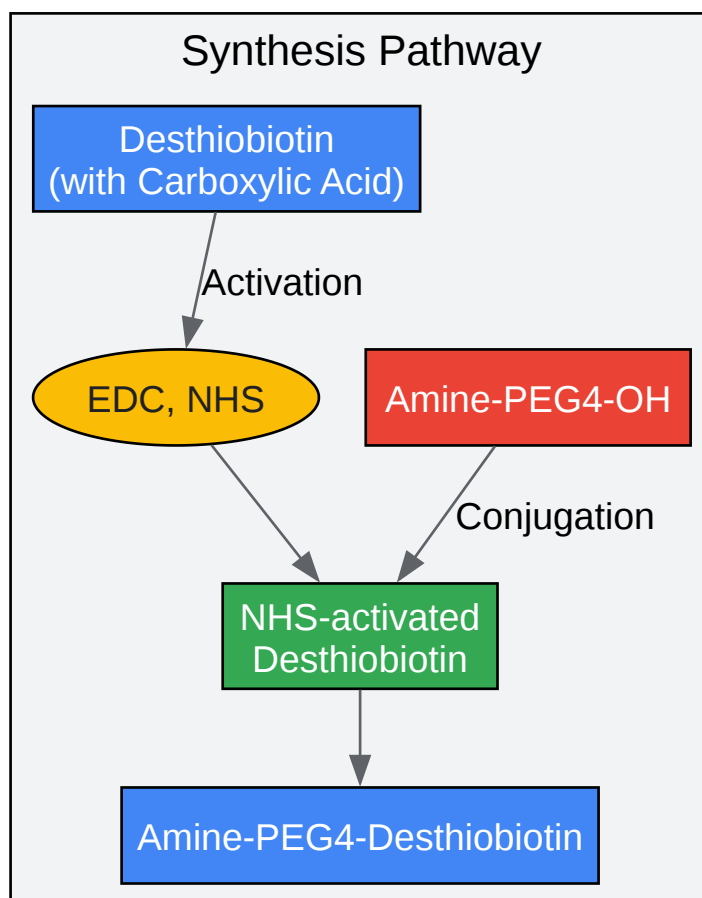 Synthesis Pathway
Desthiobiotin
(with Carboxylic Acid)
Activation
EDC, NHS
Amine-PEG4-OH
Conjugation
NHS-activated
Desthiobiotin
Amine-PEG4-Desthiobiotin